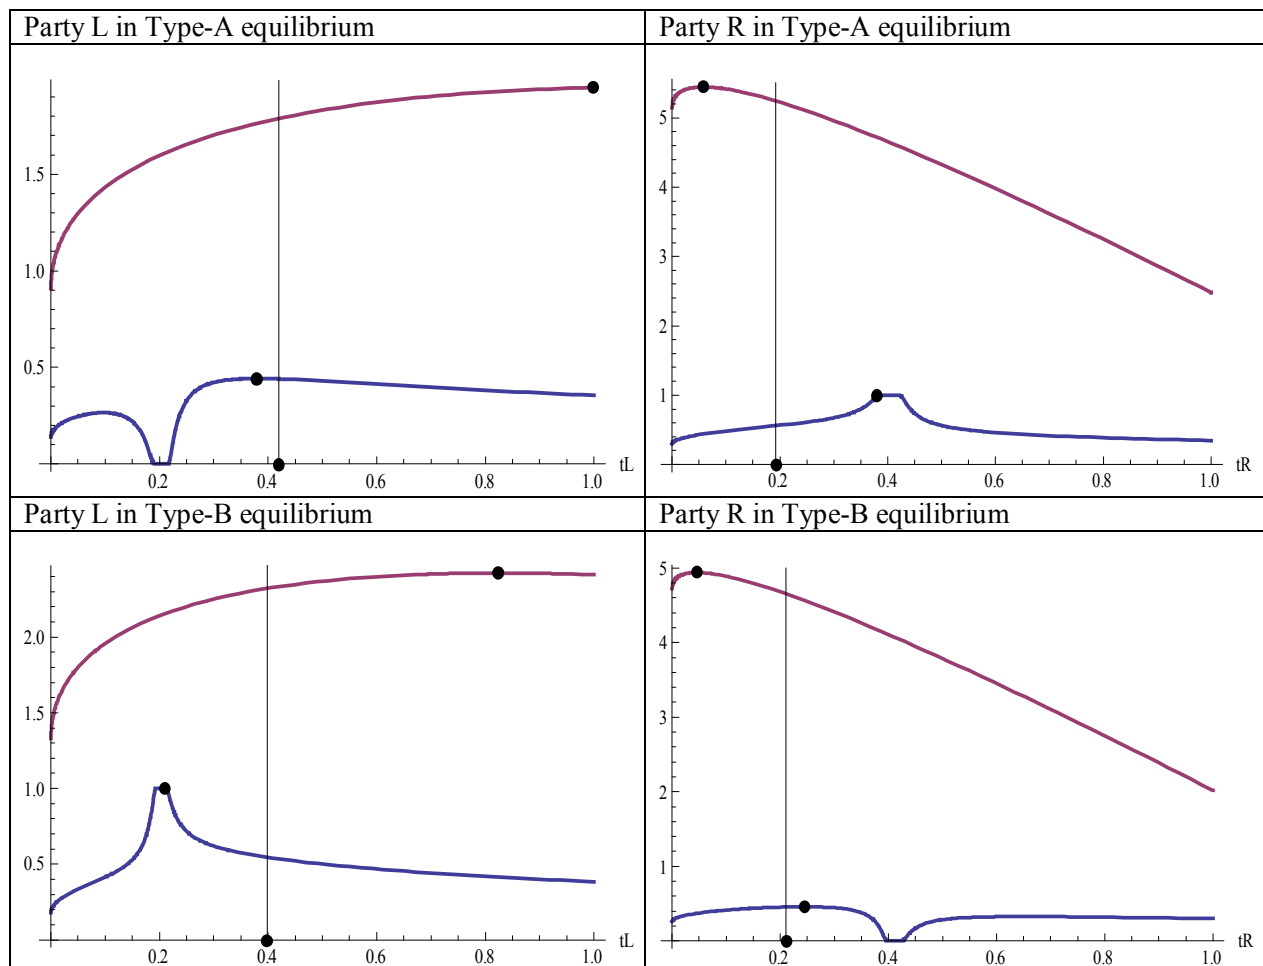 Party L in Type-A equilibrium
Party R in Type-A equilibrium
1.5
1.0
0.5
0.2 0.4 0.6 0.8 1.0 tL
5
4
3
2
1
0.2 0.4 0.6 0.8 1.0 tR
Party L in Type-B equilibrium
Party R in Type-B equilibrium
2.0
1.5
1.0
0.5
0.2 0.4 0.6 0.8 1.0 tL
5
4
3
2
1
0.2 0.4 0.6 0.8 1.0 tR